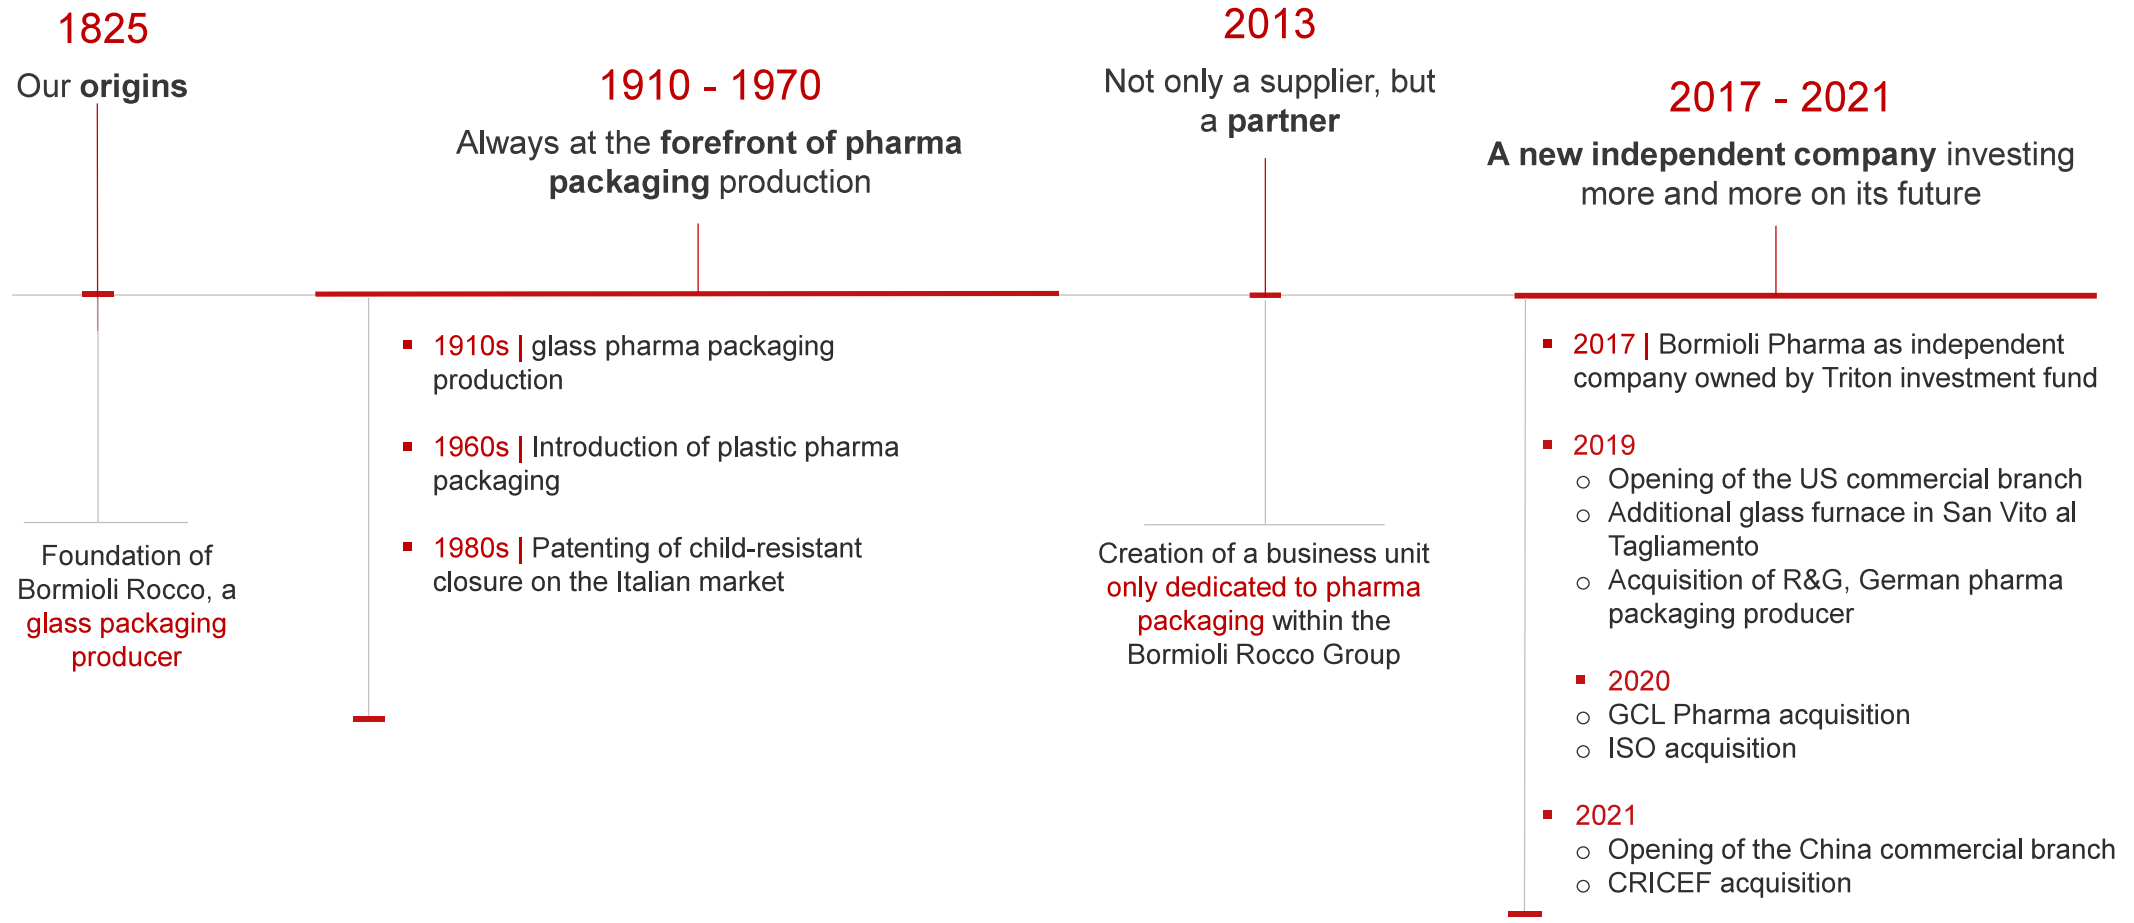 1825
Our origins
Foundation of
Bormioli Rocco, a
glass packaging
producer
1910 - 1970
Always at the forefront of pharma
packaging production
1910s | glass pharma packaging
production
1960s | Introduction of plastic pharma
packaging
1980s | Patenting of child-resistant
closure on the Italian market
2013
Not only a supplier, but
a partner
Creation of a business unit
only dedicated to pharma
packaging within the
Bormioli Rocco Group
2017 - 2021
A new independent company investing
more and more on its future
2017 | Bormioli Pharma as independent
company owned by Triton investment fund
2019
Opening of the US commercial branch
Additional glass furnace in San Vito al
Tagliamento
Acquisition of R&G, German pharma
packaging producer
2020
GCL Pharma acquisition
ISO acquisition
2021
Opening of the China commercial branch
CRICEF acquisition